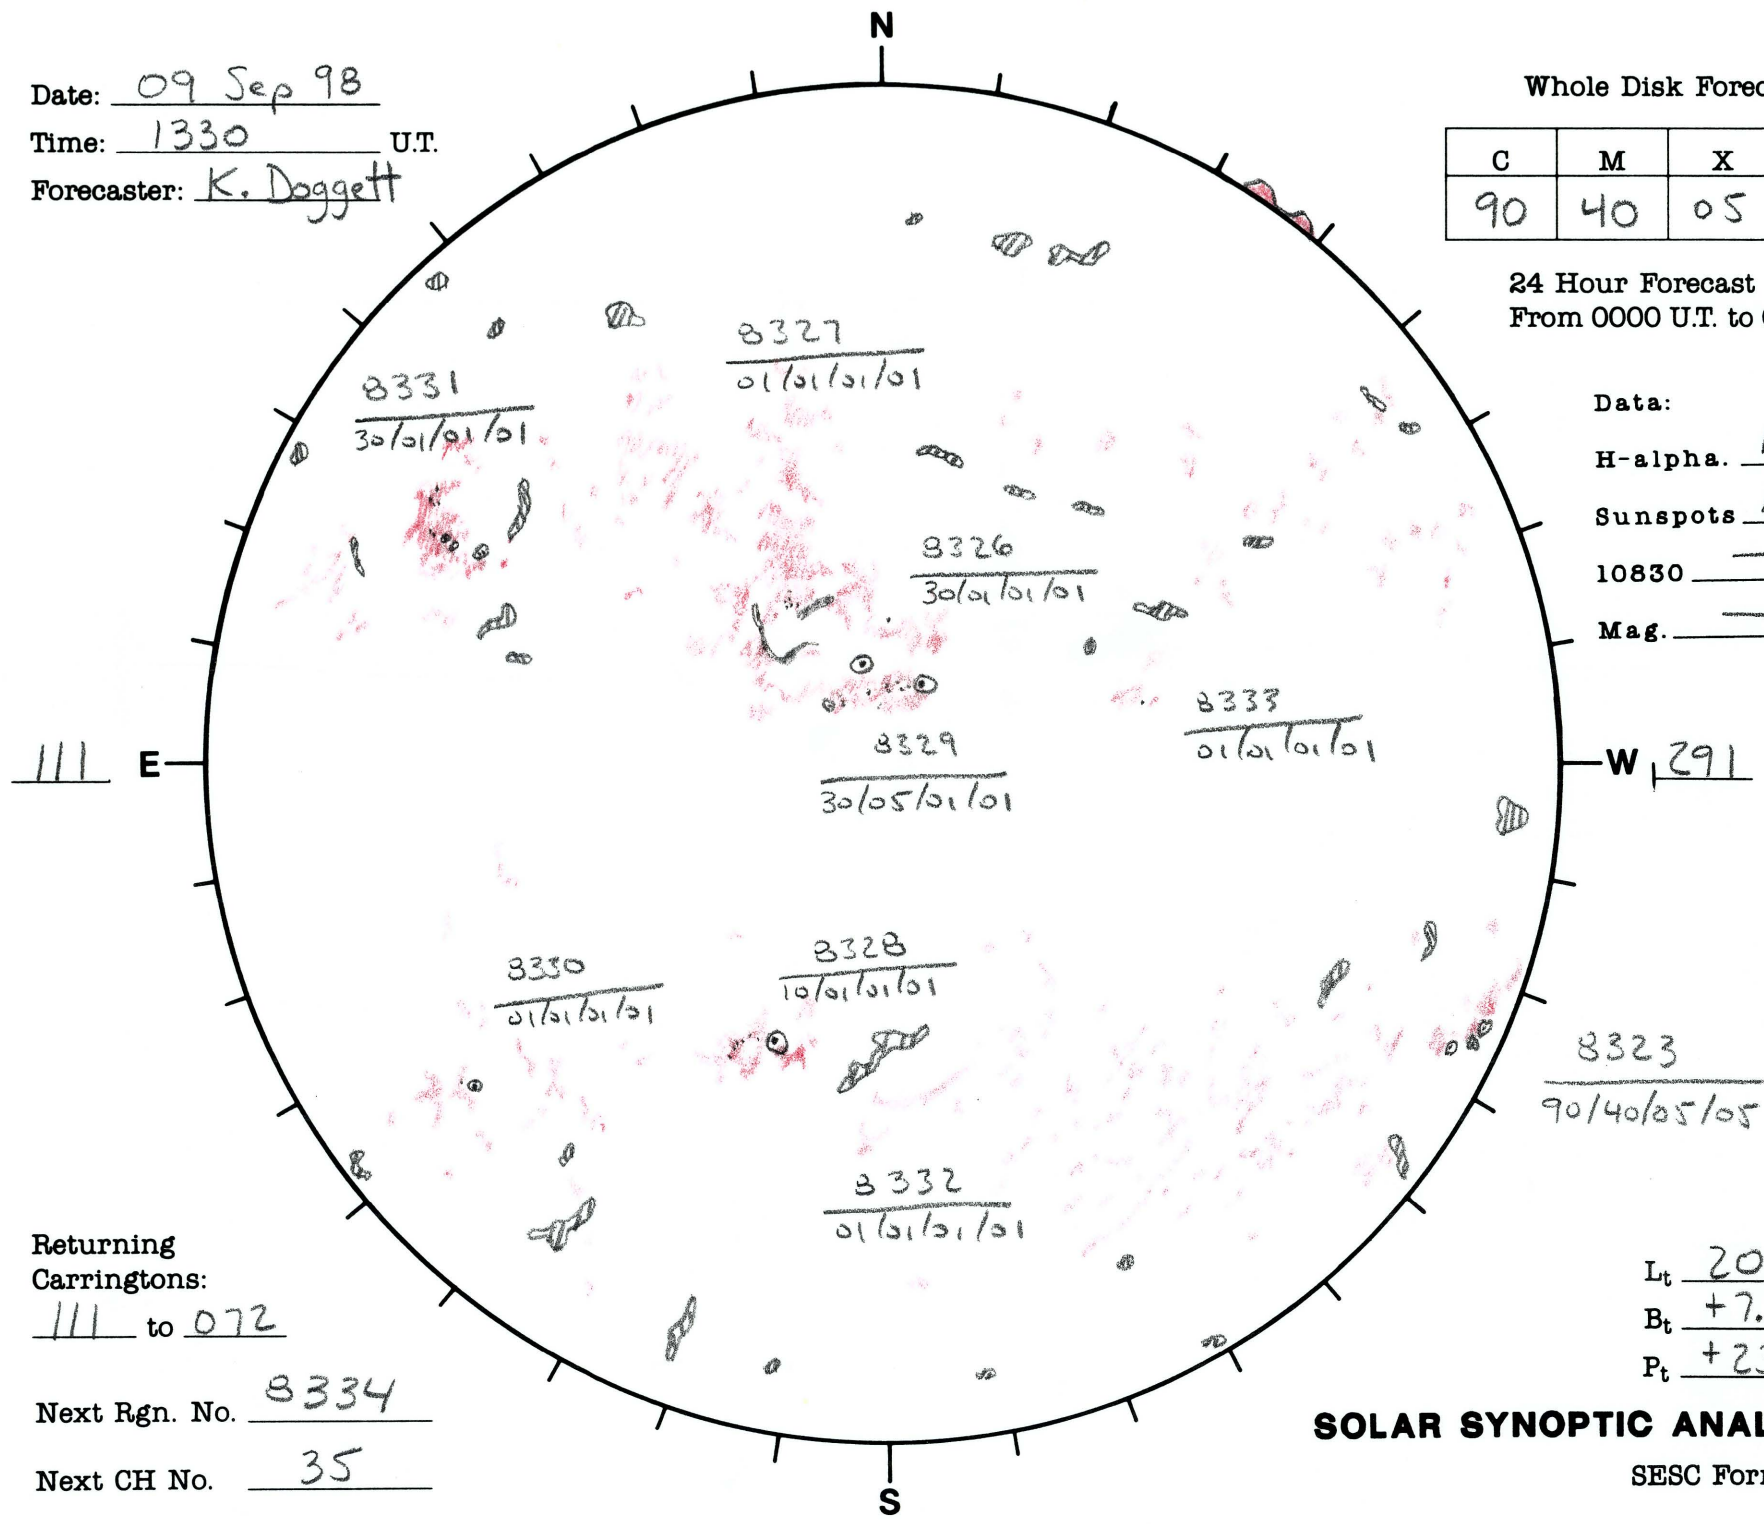 N
Date: 09 Sep 98
Time: 1330 U.T.
Forecaster: K. Doggett
Whole Disk Forec
C M X
90 40 05
24 Hour Forecast
From 0000 U.T. to
8327
01/01/01/01
8331
30/01/01/01
Data:
H-alpha.
Sunspots
10830
Mag.
8326
30/01/01/01
8333
01/01/01/01
8329
30/05/01/01
111 E
W 291
8328
10/01/01/01
8330
01/01/01/01
8323
90/40/05/05
8332
01/01/01/01
Returning
Carringtons:
111 to 072
Next Rgn. No. 8334
Next CH No. 35
Lt 20
Bt +7.
Pt +23
SOLAR SYNOPTIC ANAL
SESC For
S